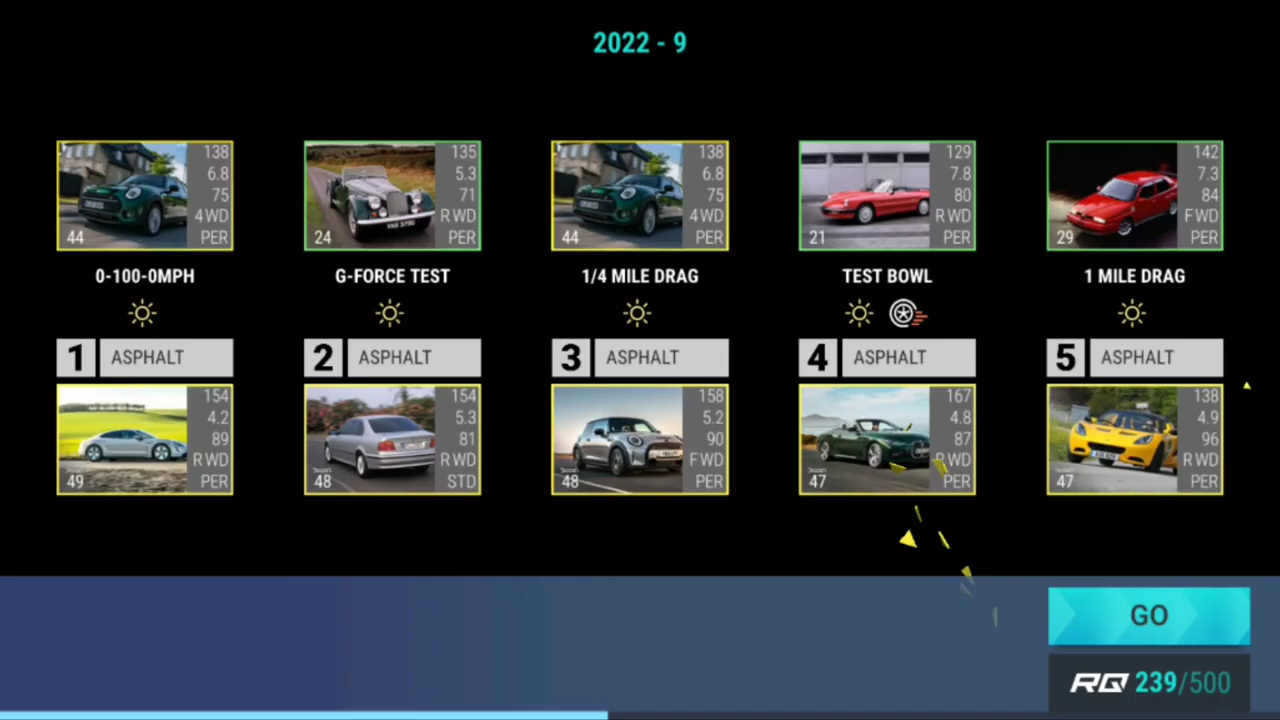 2022 - 9
138
6.8
75
4WD
PER
44
135
5.3
71
RWD
PER
24
138
6.8
75
4WD
PER
44
129
7.8
80
RWD
PER
21
142
7.3
84
FWD
PER
29
0-100-0MPH
G-FORCE TEST
1/4 MILE DRAG
TEST BOWL
1 MILE DRAG
1 ASPHALT
2 ASPHALT
3 ASPHALT
4 ASPHALT
5 ASPHALT
154
4.2
89
RWD
PER
49
154
5.3
81
RWD
STD
48
158
5.2
90
FWD
PER
48
167
4.8
87
RWD
PER
47
138
4.9
96
RWD
PER
47
GO
RQ 239/500